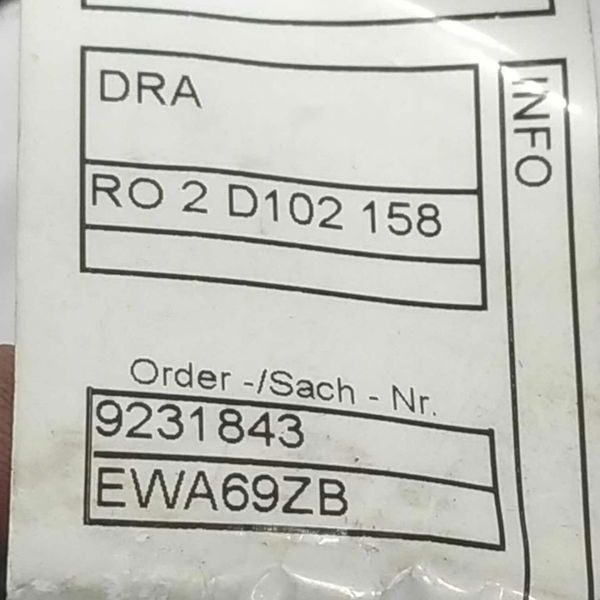 DRA
RO 2 D102 158
INFO
Order -/Sach - Nr.
9231843
EWA69ZB